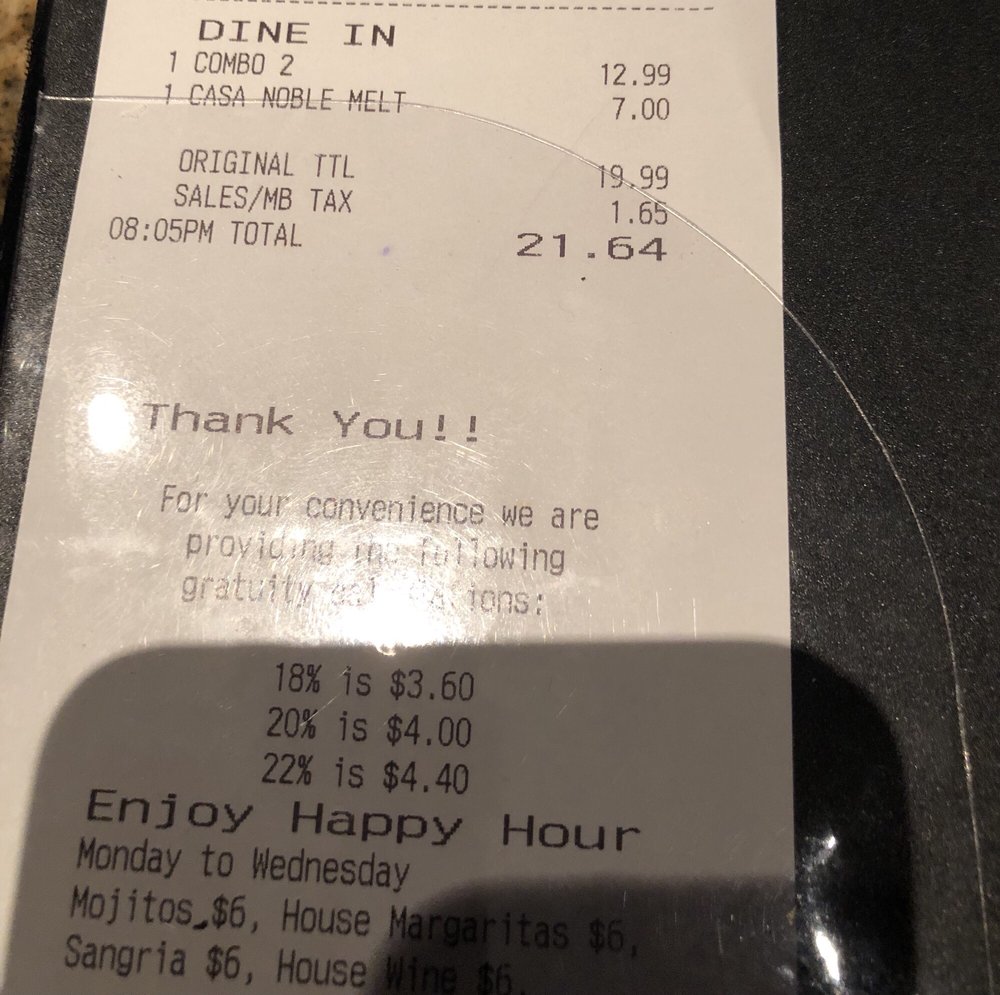 DINE IN
1 COMBO 2 12.99
1 CASA NOBLE MELT 7.00
ORIGINAL TTL 19.99
SALES/MB TAX 1.65
08:05PM TOTAL 21.64
Thank You!!
For your convenience we are
providing the following
gratuity calculations:
18% is $3.60
20% is $4.00
22% is $4.40
Enjoy Happy Hour
Monday to Wednesday
Mojitos $6, House Margaritas $6,
Sangria $6, House Wine $6.